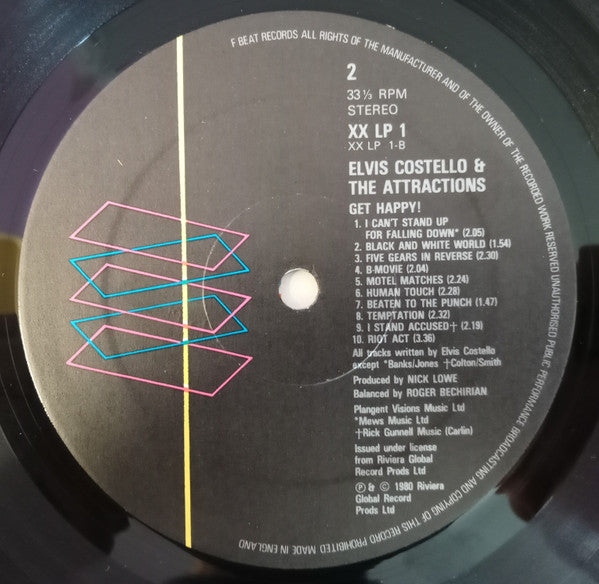 F BEAT RECORDS ALL RIGHTS OF THE MANUFACTURER AND OF THE OWNER OF THE RECORDED WORK RESERVED UNAUTHORISED PUBLIC PERFORMANCE BROADCASTING AND COPYING OF THIS RECORD PROHIBITED MADE IN ENGLAND
2
33⅓ RPM
STEREO
XX LP 1
XX LP 1-B
ELVIS COSTELLO &
THE ATTRACTIONS
GET HAPPY!
1. I CAN'T STAND UP
FOR FALLING DOWN* (2.05)
2. BLACK AND WHITE WORLD (1.54)
3. FIVE GEARS IN REVERSE (2.30)
4. B-MOVIE (2.04)
5. MOTEL MATCHES (2.24)
6. HUMAN TOUCH (2.28)
7. BEATEN TO THE PUNCH (1.47)
8. TEMPTATION (2.32)
9. I STAND ACCUSED† (2.19)
10. RIOT ACT (3.36)
All tracks written by Elvis Costello
except *Banks/Jones †Colton/Smith
Produced by NICK LOWE
Balanced by ROGER BECHIRIAN
Plangent Visions Music Ltd
*Mews Music Ltd
†Rick Gunnell Music (Carlin)
Issued under license
from Riviera Global
Record Prods Ltd
℗ & © 1980 Riviera
Global Record
Prods Ltd